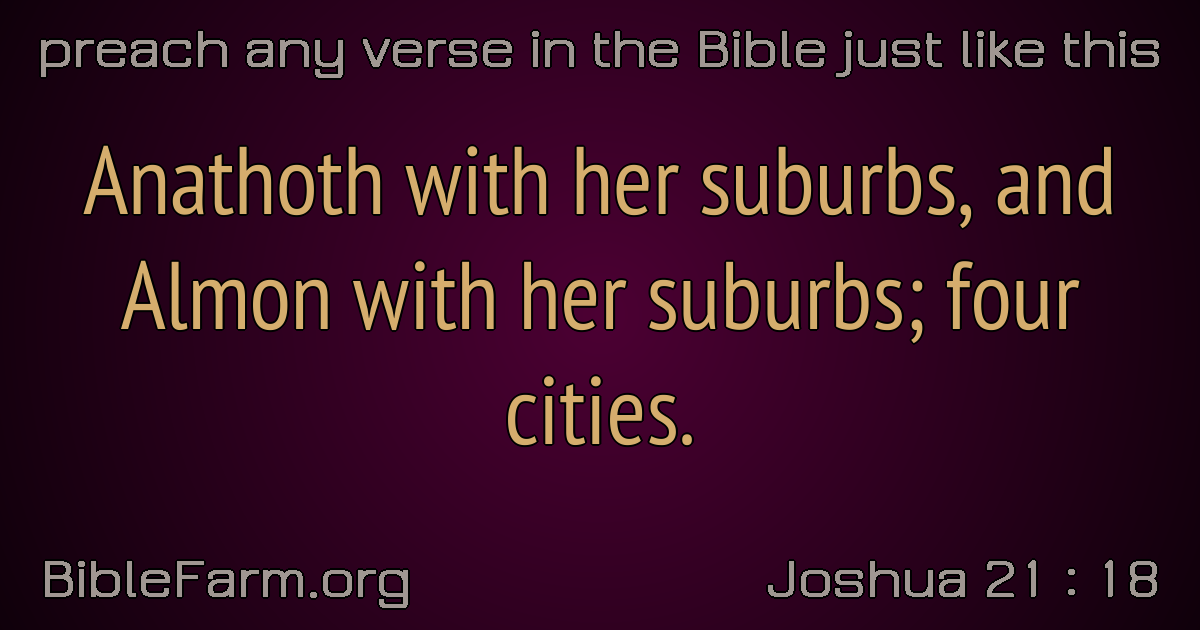 preach any verse in the Bible just like this
Anathoth with her suburbs, and
Almon with her suburbs; four
cities.
BibleFarm.org
Joshua 21 : 18